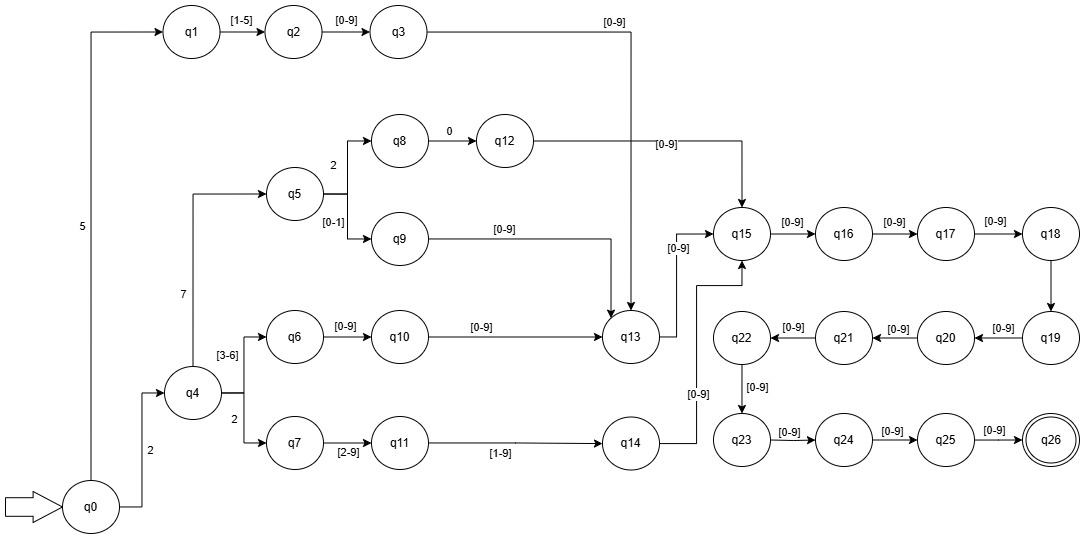 q1 [1-5] q2 [0-9] q3 [0-9]
q8 0 q12 [0-9]
2
q5
[0-1]
q9 [0-9]
5
q15 [0-9] q16 [0-9] q17 [0-9] q18
[0-9]
7
q6 [0-9] q10 [0-9] q13
q22 [0-9] q21 [0-9] q20 [0-9] q19
[3-6]
q4
2
[0-9]
[0-9]
q7 [2-9] q11 [1-9] q14
q23 [0-9] q24 [0-9] q25 [0-9] q26
2
q0